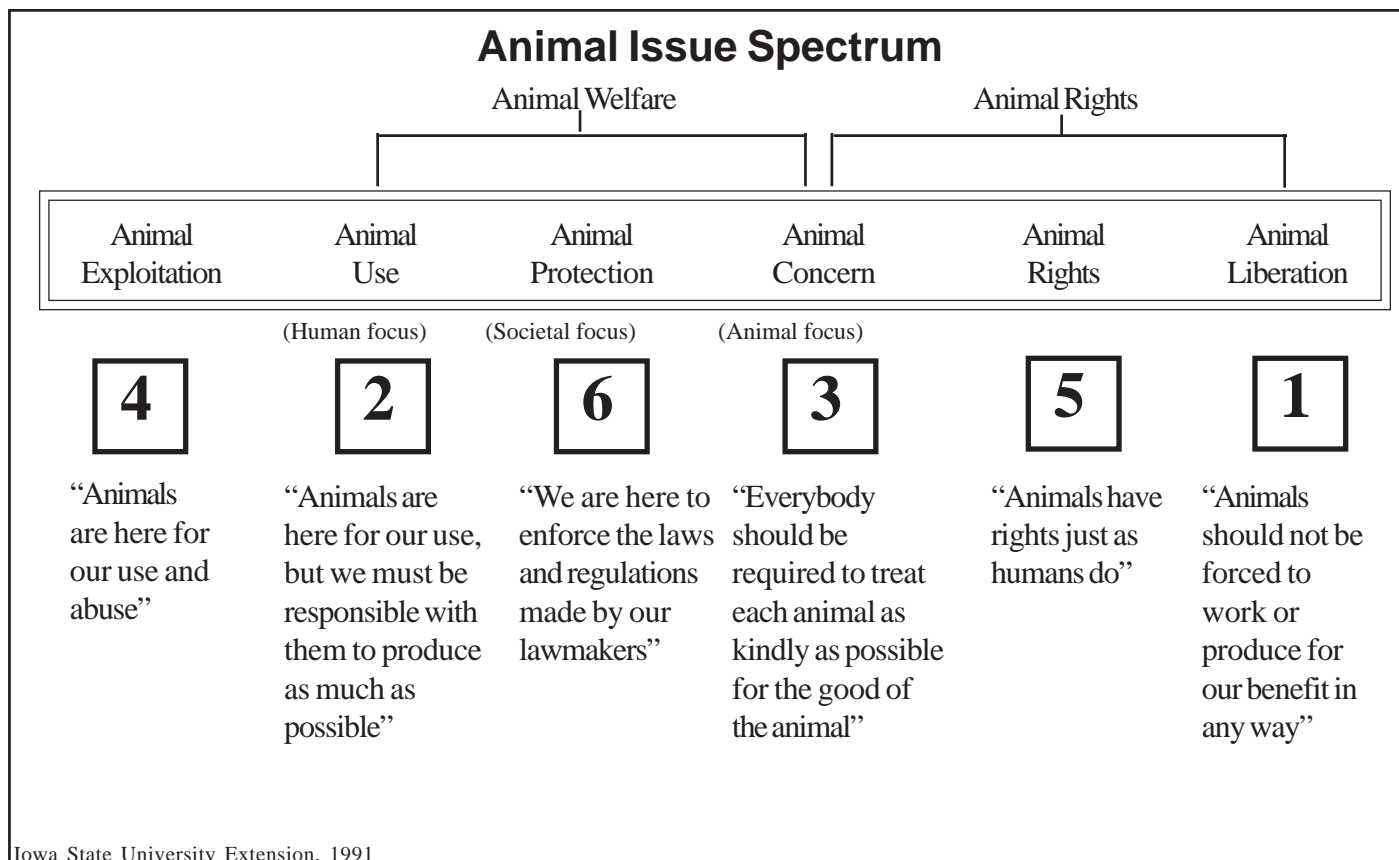 Animal Issue Spectrum
Animal Welfare
Animal Rights
Animal
Exploitation
Animal
Use
Animal
Protection
Animal
Concern
Animal
Rights
Animal
Liberation
(Human focus)
(Societal focus)
(Animal focus)
4
2
6
3
5
1
“Animals
are here for
our use and
abuse”
“Animals are
here for our use,
but we must be
responsible with
them to produce
as much as
possible”
“We are here to
enforce the laws
and regulations
made by our
lawmakers”
“Everybody
should be
required to treat
each animal as
kindly as possible
for the good of
the animal”
“Animals have
rights just as
humans do”
“Animals
should not be
forced to
work or
produce for
our benefit in
any way”
Iowa State University Extension, 1991